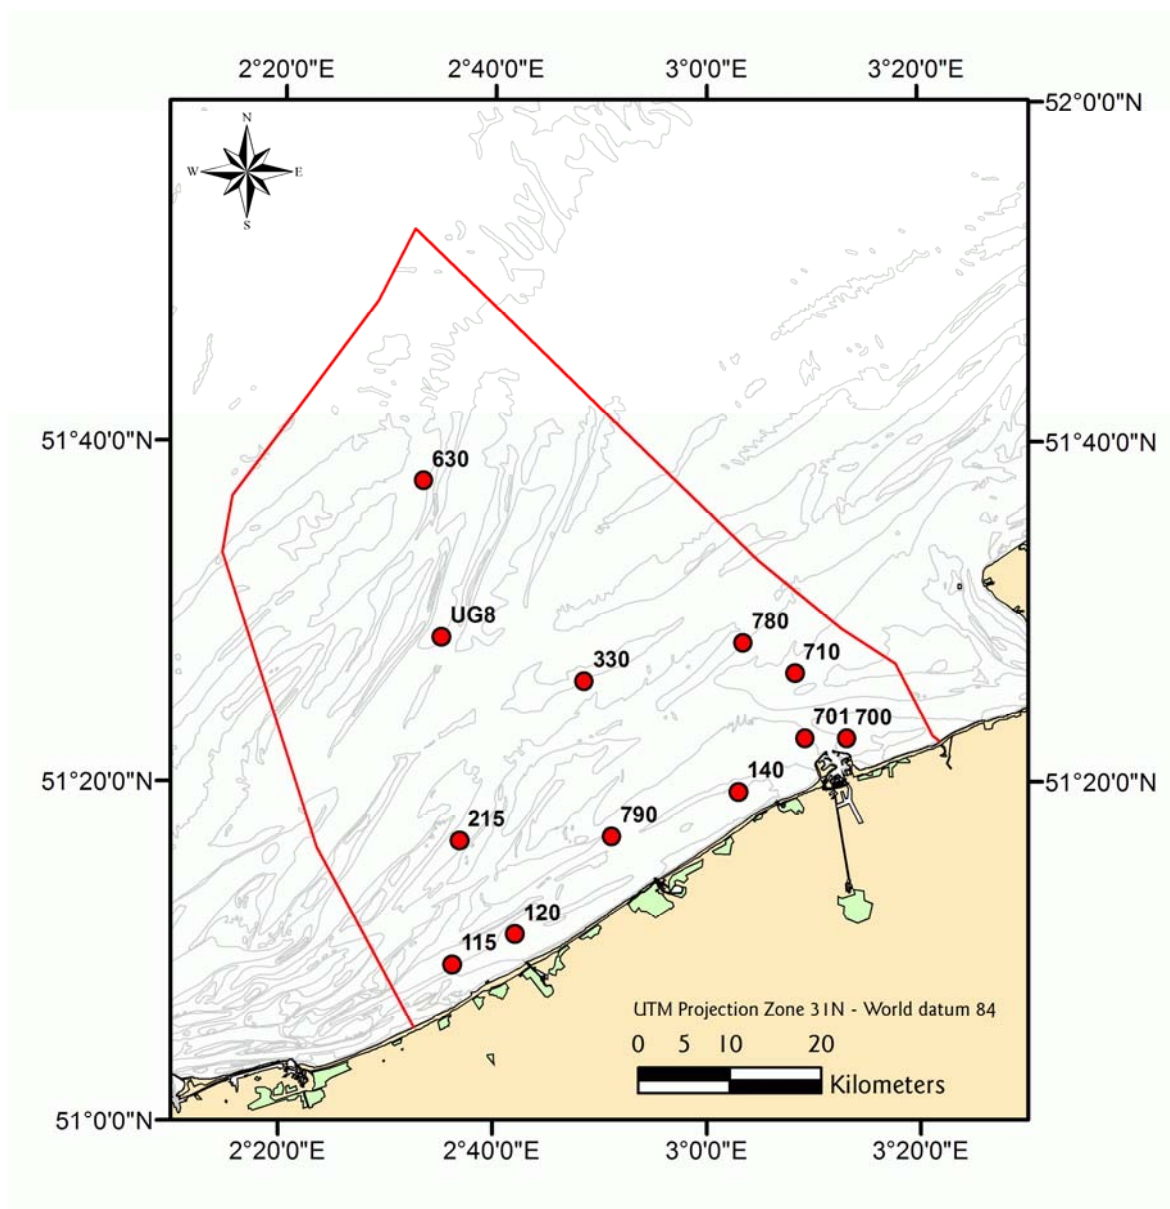 2°20'0"E 2°40'0"E 3°0'0"E 3°20'0"E
52°0'0"N
N
W E
S
51°40'0"N 51°40'0"N
630
UG8
780
330 710
701 700
140
51°20'0"N 51°20'0"N
215 790
120
115
UTM Projection Zone 31N - World datum 84
0 5 10 20
Kilometers
51°0'0"N
2°20'0"E 2°40'0"E 3°0'0"E 3°20'0"E